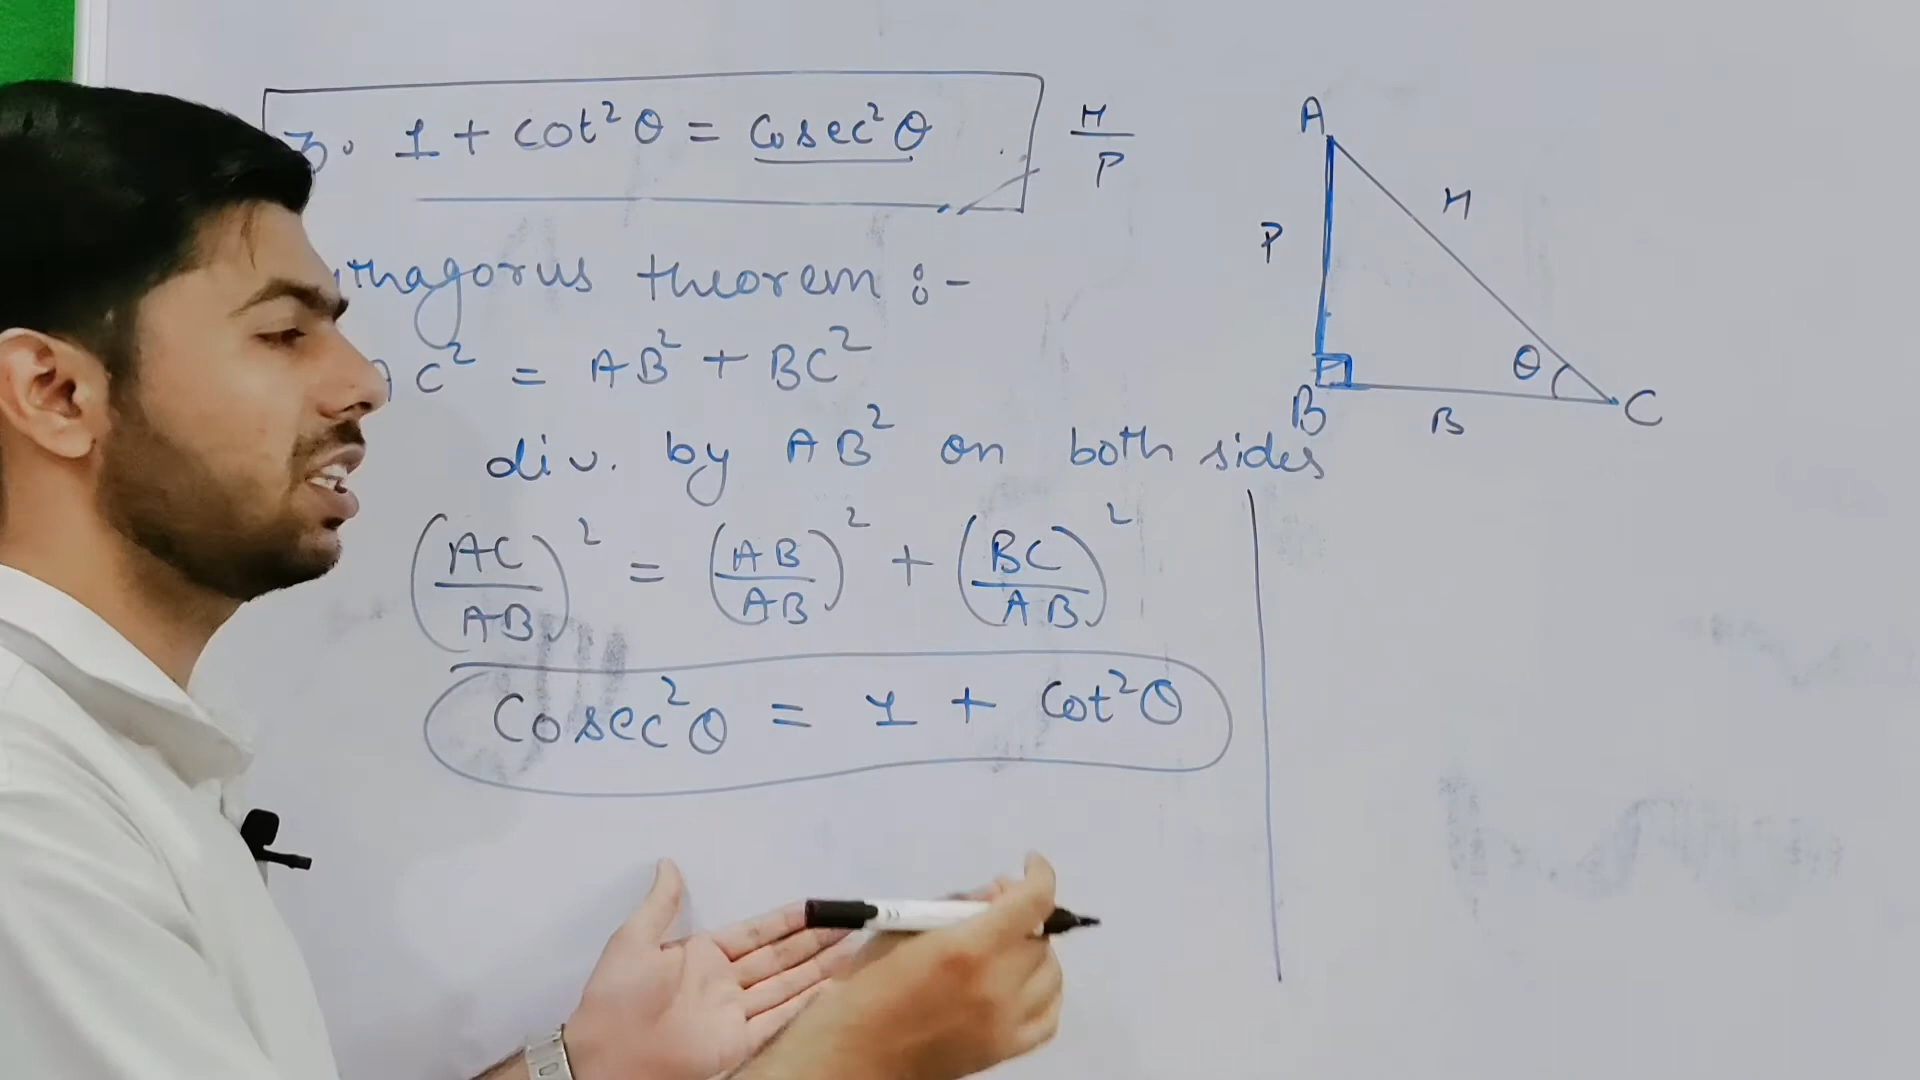 3. 1 + cot²θ = cosec²θ
H/P
thagorus theorem :-
AC² = AB² + BC²
div. by AB² on both sides
(AC/AB)² = (AB/AB)² + (BC/AB)²
Cosec²θ = 1 + Cot²θ
A
P
H
θ
B
B
C